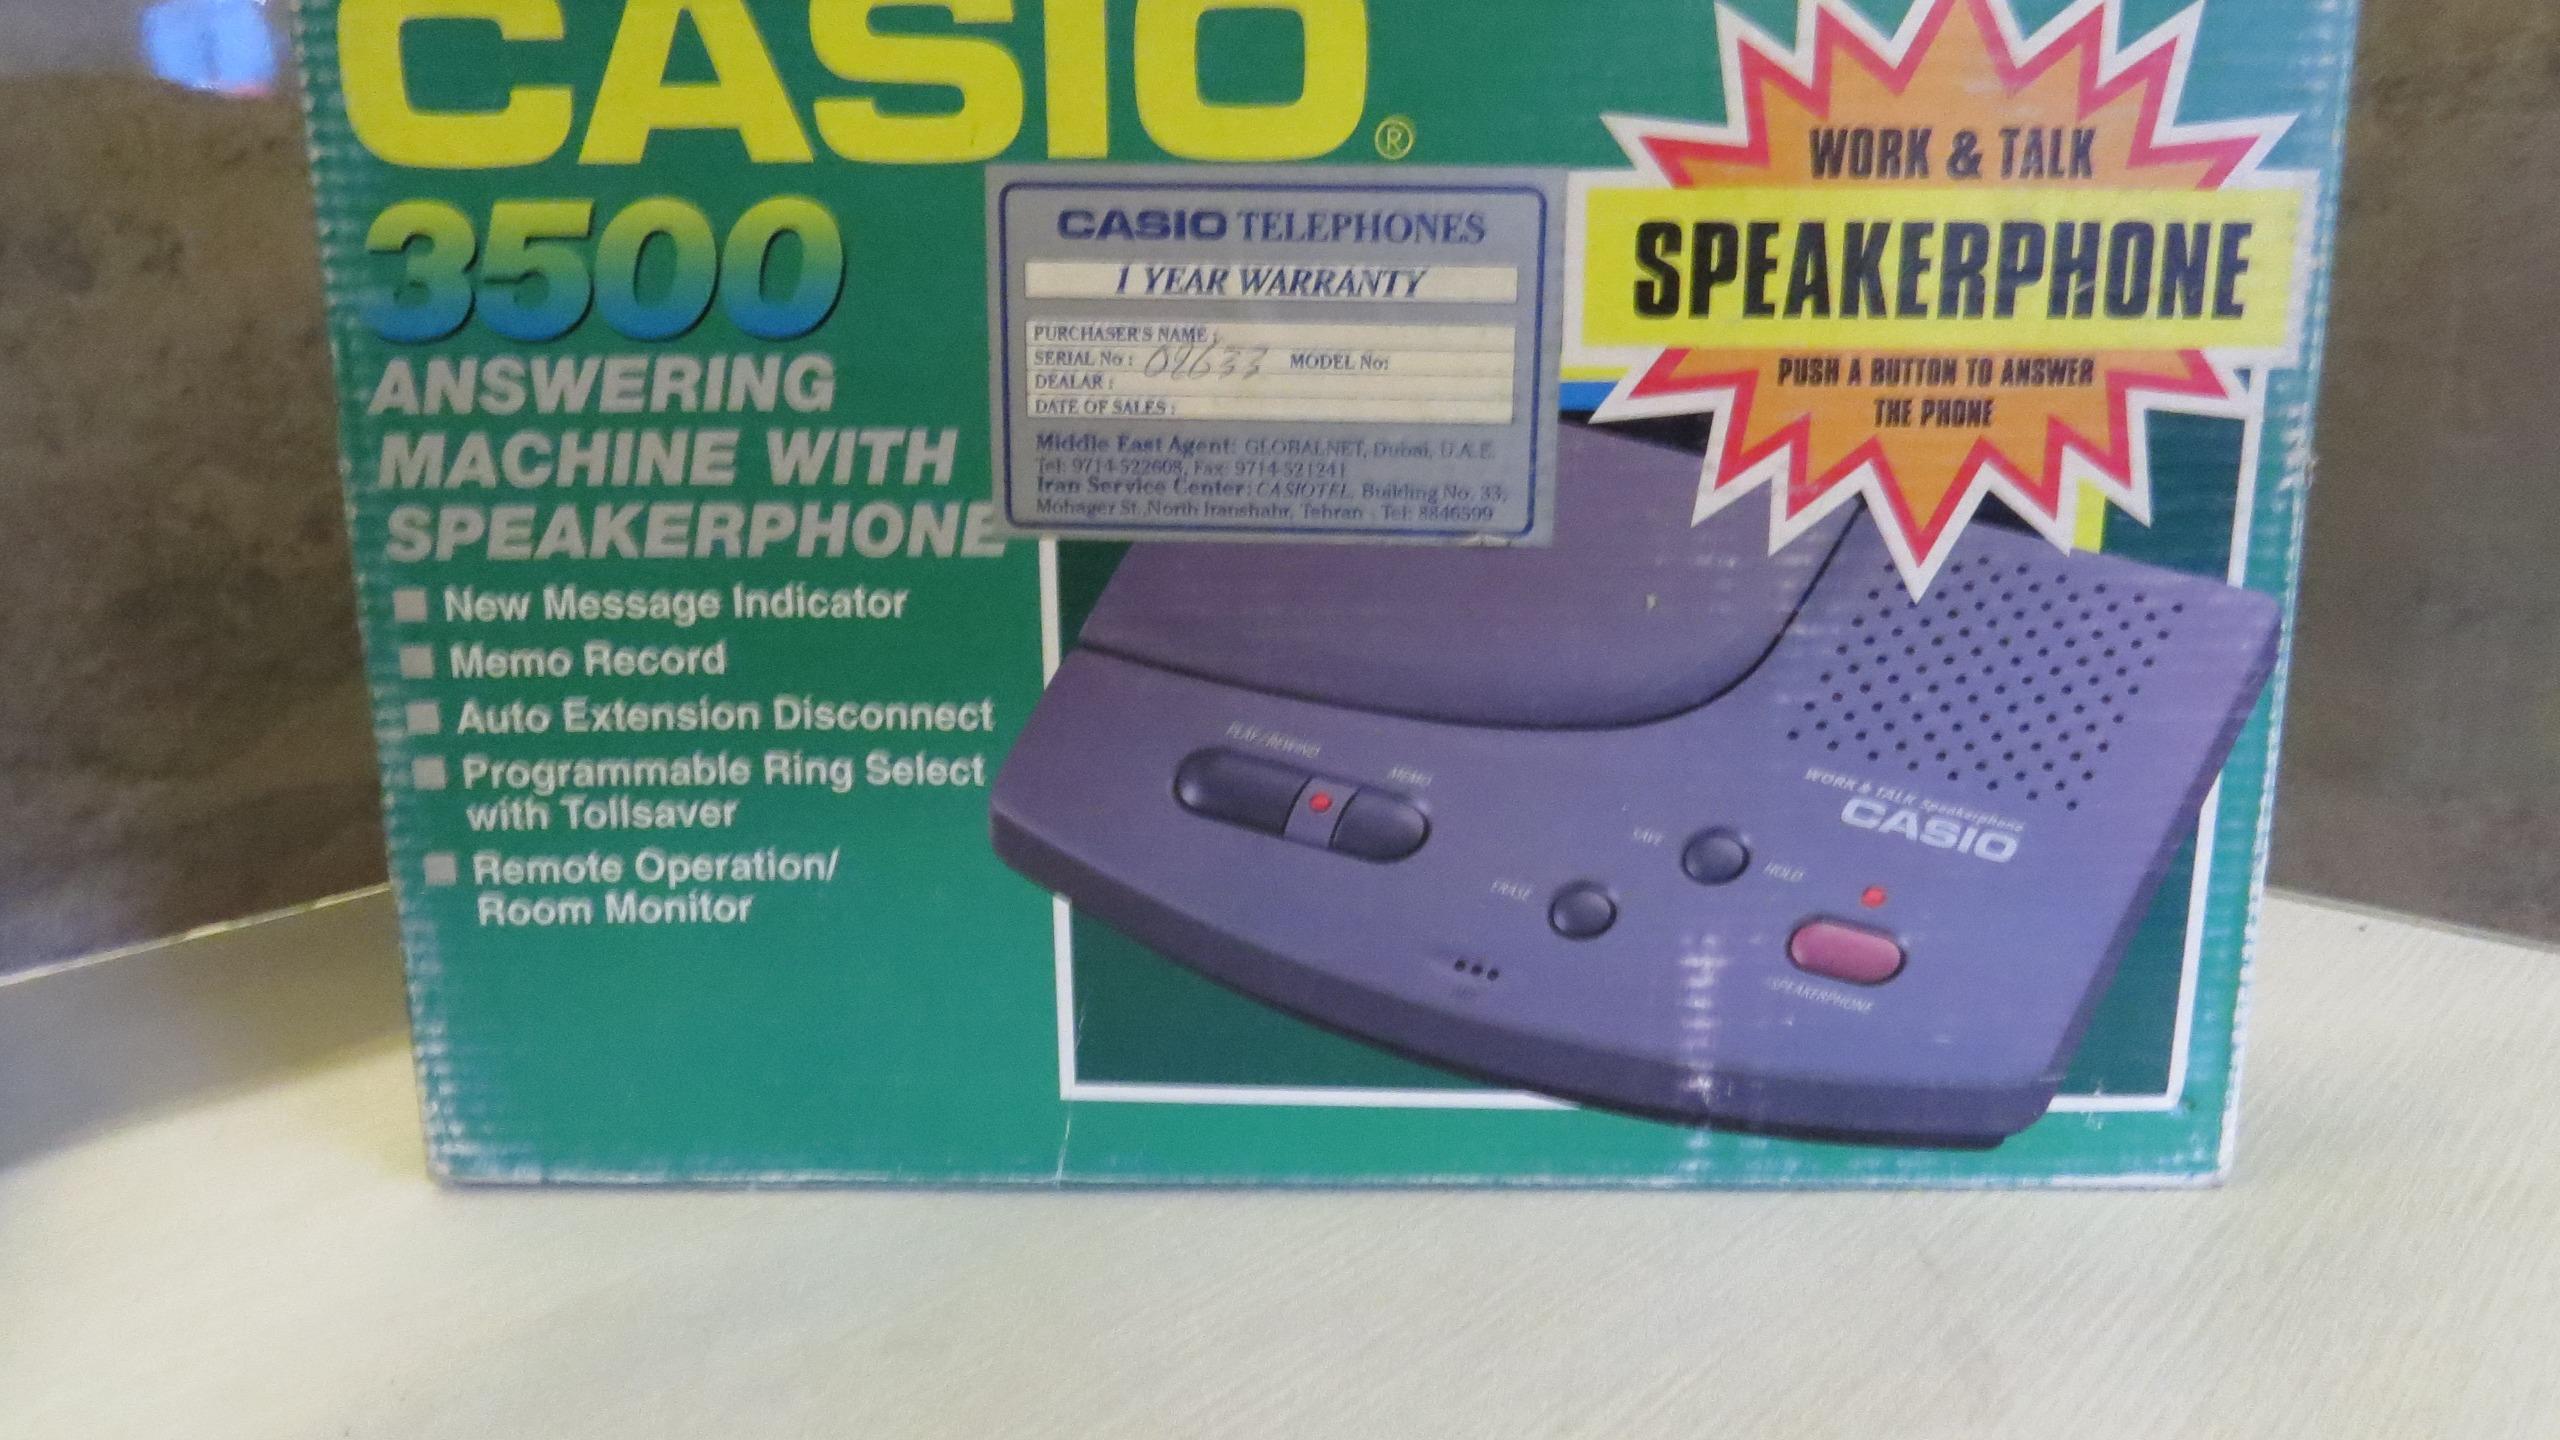 CASIO®
3500
ANSWERING
MACHINE WITH
SPEAKERPHONE
New Message Indicator
Memo Record
Auto Extension Disconnect
Programmable Ring Select
with Tollsaver
Remote Operation/
Room Monitor
CASIO TELEPHONES
1 YEAR WARRANTY
PURCHASER'S NAME :
SERIAL No : 02633 MODEL No:
DEALAR :
DATE OF SALES :
Middle East Agent: GLOBALNET, Dubai, U.A.E.
Tel: 9714-522608, Fax: 9714-521241
Iran Service Center: CASIOTEL, Building No. 33,
Mohager St., North Iranshahr, Tehran - Tel: 8846599
WORK & TALK
SPEAKERPHONE
PUSH A BUTTON TO ANSWER
THE PHONE
PLAY/REWIND
MEMO
WORK & TALK Speakerphone
CASIO
SAVE
HOLD
ERASE
SPEAKERPHONE